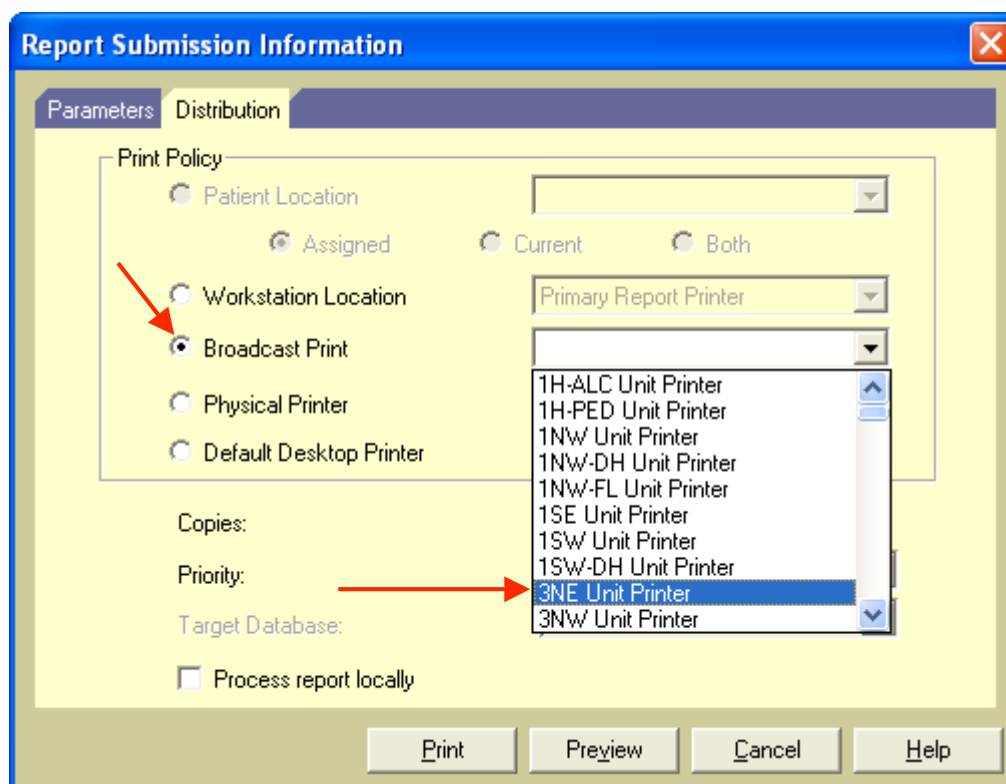 Report Submission Information
Parameters Distribution
Print Policy
Patient Location
Assigned Current Both
Workstation Location Primary Report Printer
Broadcast Print
1H-ALC Unit Printer
1H-PED Unit Printer
Physical Printer
1NW Unit Printer
1NW-DH Unit Printer
Default Desktop Printer
1NW-FL Unit Printer
1SE Unit Printer
Copies:
1SW Unit Printer
1SW-DH Unit Printer
Priority:
3NE Unit Printer
3NW Unit Printer
Target Database:
Process report locally
Print Preview Cancel Help